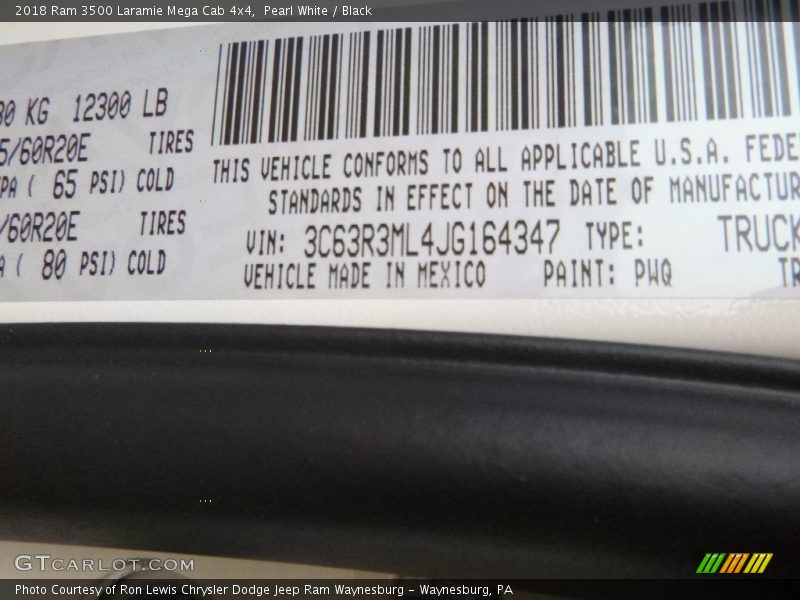 2018 Ram 3500 Laramie Mega Cab 4x4, Pearl White / Black
KG 12300 LB
/60R20E TIRES
( 65 PSI) COLD
/60R20E TIRES
( 80 PSI) COLD
THIS VEHICLE CONFORMS TO ALL APPLICABLE U.S.A. FEDE
STANDARDS IN EFFECT ON THE DATE OF MANUFACTUR
VIN: 3C63R3ML4JG164347 TYPE: TRUCK
VEHICLE MADE IN MEXICO PAINT: PWQ TR
GTCARLOT.COM
Photo Courtesy of Ron Lewis Chrysler Dodge Jeep Ram Waynesburg - Waynesburg, PA